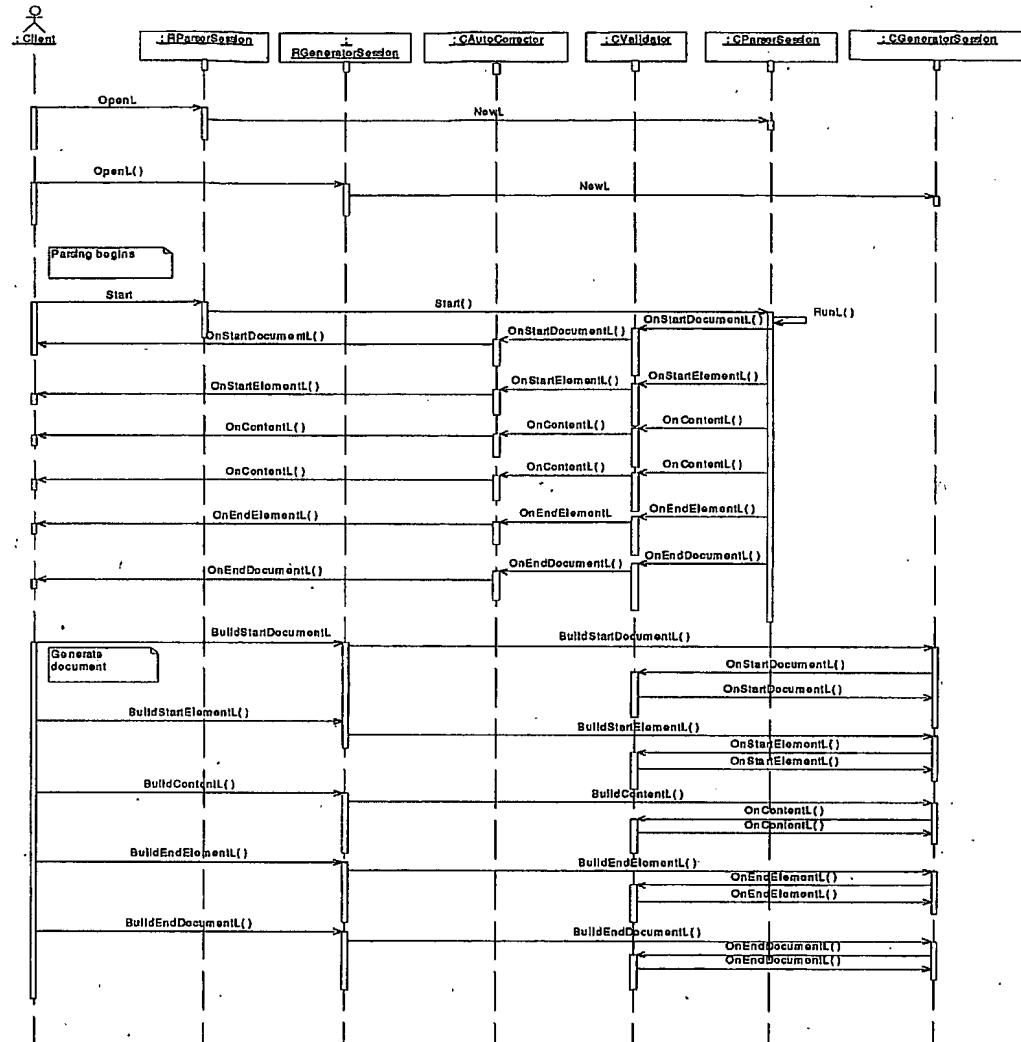 : Client
: RParserSession
:
RGeneratorSession
: CAutoCorrector
: CValidator
: CParserSession
: CGeneratorSession
OpenL
NewL
OpenL()
NewL
Parsing begins
Start
Start()
RunL()
OnStartDocumentL()
OnStartDocumentL()
OnStartDocumentL()
OnStartElementL()
OnStartElementL()
OnStartElementL()
OnContentL()
OnContentL()
OnContentL()
OnContentL()
OnContentL()
OnContentL()
OnEndElementL()
OnEndElementL
OnEndElementL()
OnEndDocumentL()
OnEndDocumentL()
OnEndDocumentL()
BuildStartDocumentL
BuildStartDocumentL()
Generate
document
OnStartDocumentL()
OnStartDocumentL()
BuildStartElementL()
BuildStartElementL()
OnStartElementL()
OnStartElementL()
BuildContentL()
BuildContentL()
OnContentL()
OnContentL()
BuildEndElementL()
BuildEndElementL()
OnEndElementL()
OnEndElementL()
BuildEndDocumentL()
BuildEndDocumentL()
OnEndDocumentL()
OnEndDocumentL()